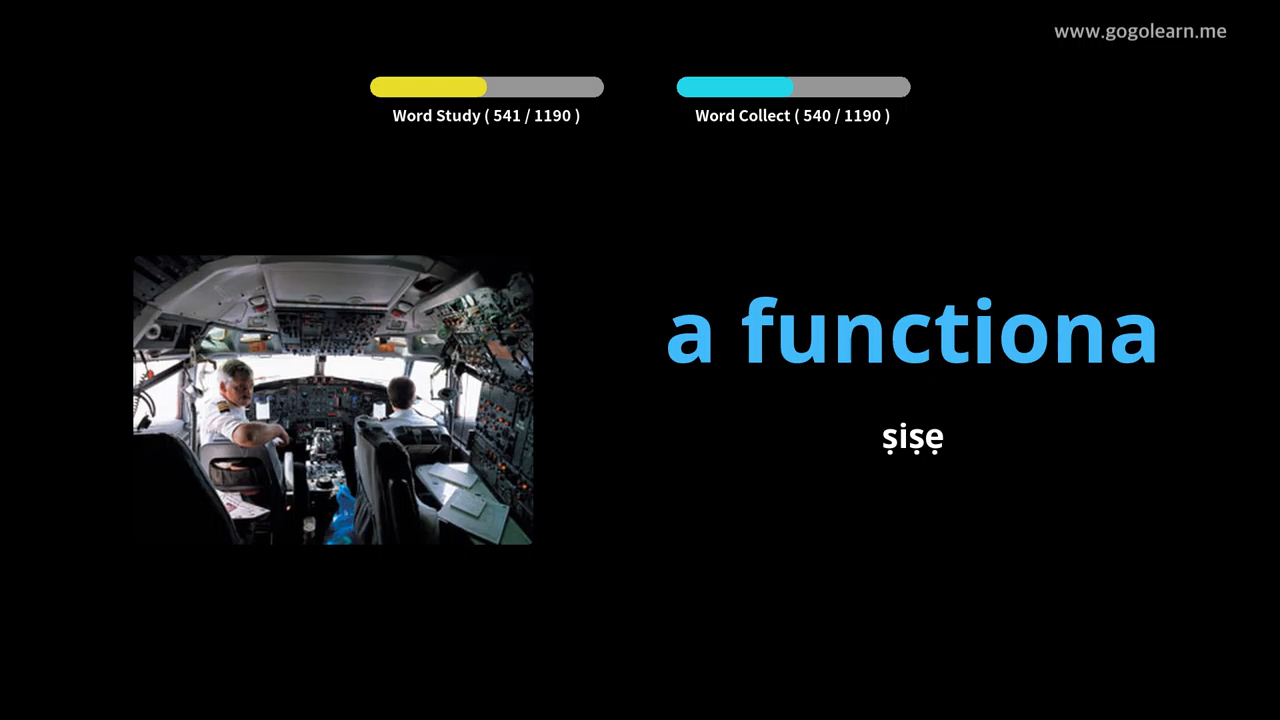 www.gogolearn.me
Word Study ( 541 / 1190 )
Word Collect ( 540 / 1190 )
a functiona
ṣiṣẹ